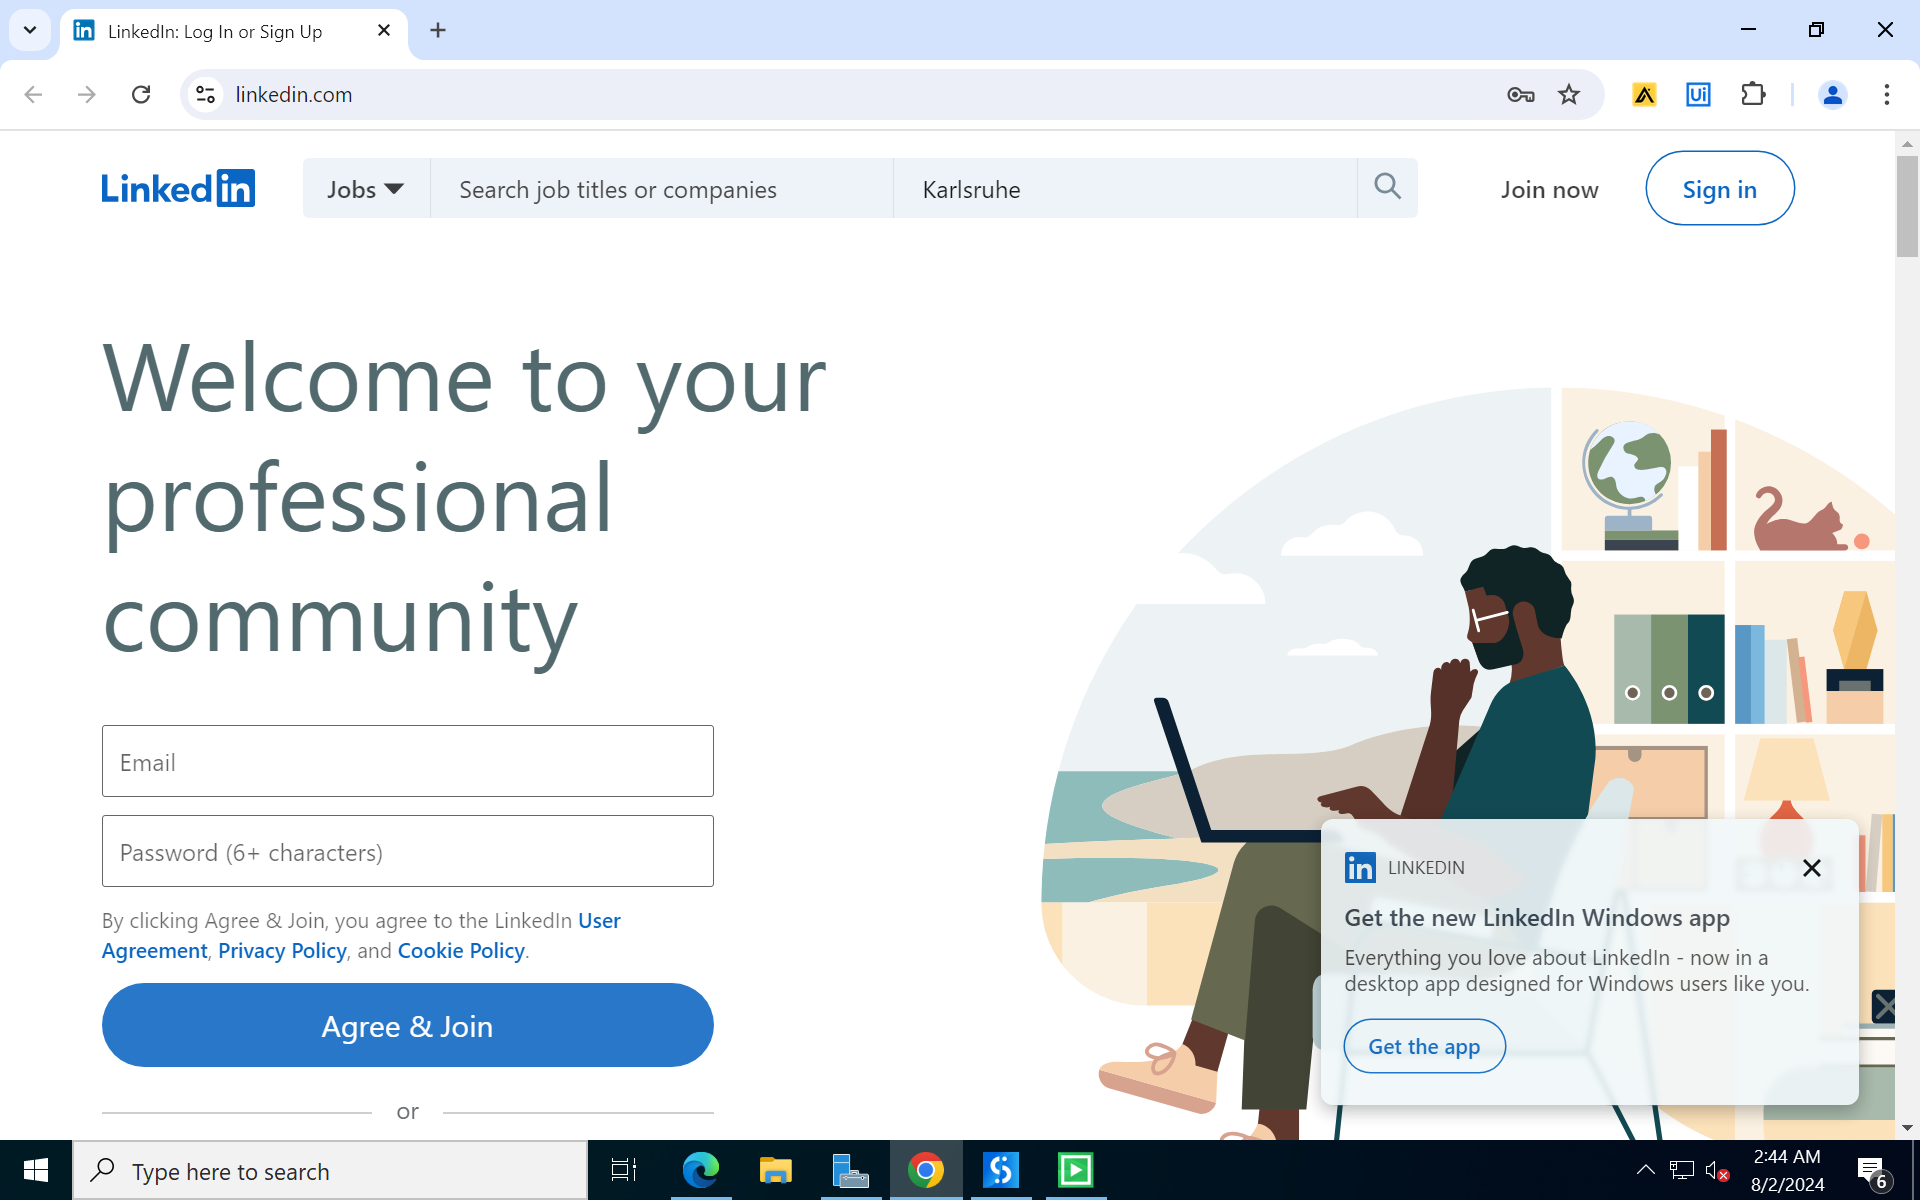 LinkedIn: Log In or Sign Up
linkedin.com
Ui
Linkedin
Jobs
Search job titles or companies
Karlsruhe
Join now
Sign in
Welcome to your
professional
community
Email
Password (6+ characters)
By clicking Agree & Join, you agree to the LinkedIn User
Agreement, Privacy Policy, and Cookie Policy.
Agree & Join
or
in LINKEDIN
Get the new LinkedIn Windows app
Everything you love about LinkedIn - now in a
desktop app designed for Windows users like you.
Get the app
Type here to search
2:44 AM
8/2/2024
6